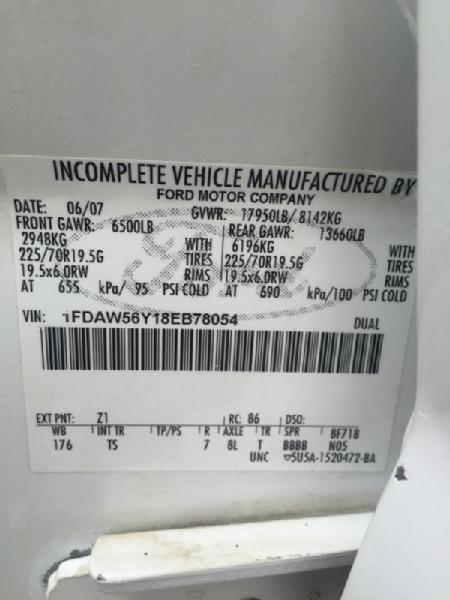 INCOMPLETE VEHICLE MANUFACTURED BY
FORD MOTOR COMPANY
DATE: 06/07 GVWR: 17950LB/ 8142KG
FRONT GAWR: 6500LB REAR GAWR: 13660LB
2948KG WITH 6196KG WITH
225/70R19.5G TIRES 225/70R19.5G TIRES
19.5x6.0RW RIMS 19.5x6.0RW RIMS
AT 655 kPa/ 95 PSI COLD AT 690 kPa/100 PSI COLD
VIN: 1FDAW56Y18EB78054 DUAL
EXT PNT: Z1 RC: 86 DSO:
WB INT TR TP/PS R AXLE TR SPR BF718
176 TS 7 8L T BBBB N05
UNC 5U5A-1520472-BA